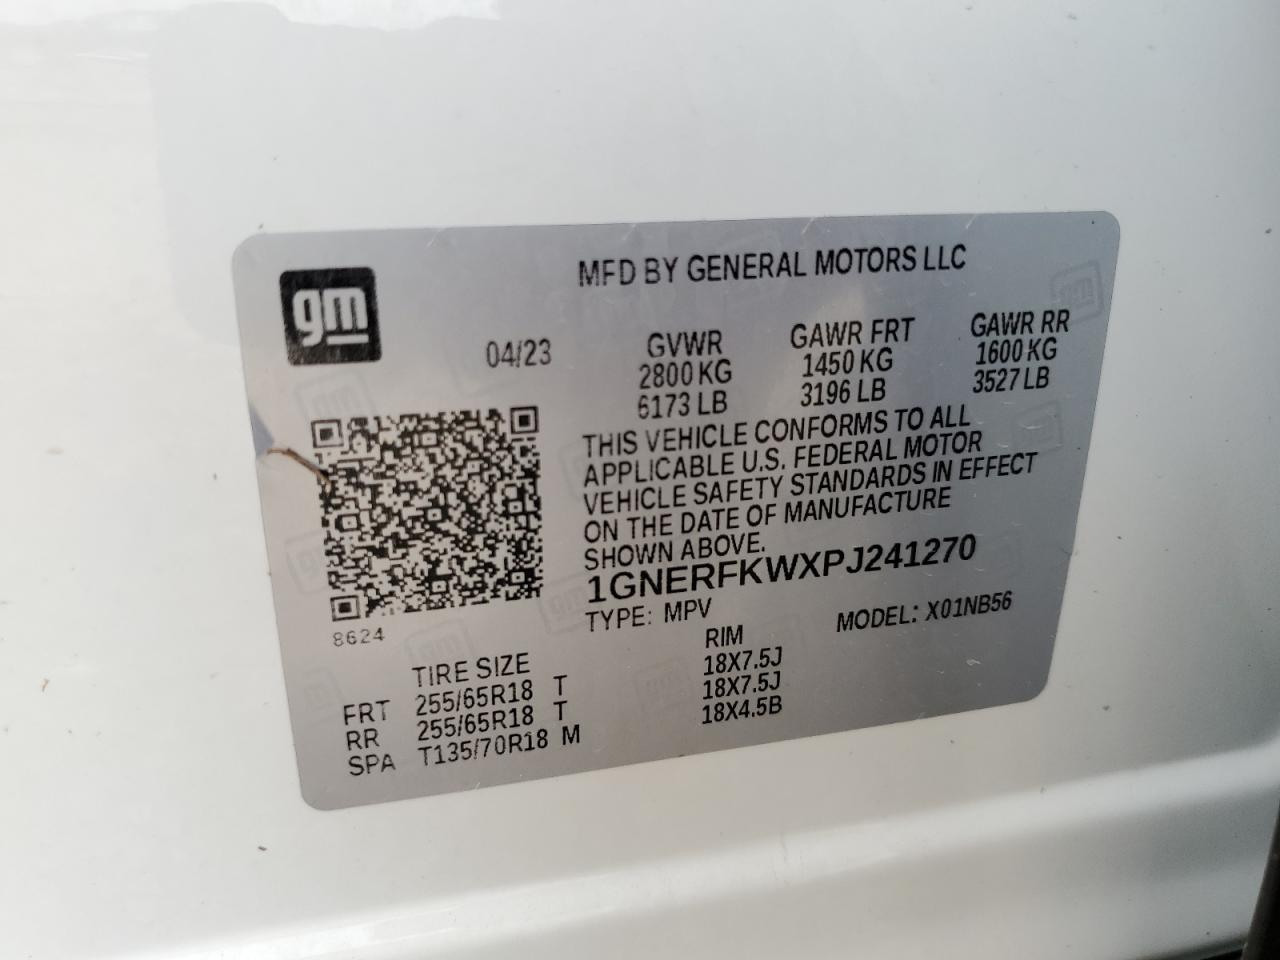 gm
MFD BY GENERAL MOTORS LLC
04/23
GVWR
2800 KG
6173 LB
GAWR FRT
1450 KG
3196 LB
GAWR RR
1600 KG
3527 LB
THIS VEHICLE CONFORMS TO ALL
APPLICABLE U.S. FEDERAL MOTOR
VEHICLE SAFETY STANDARDS IN EFFECT
ON THE DATE OF MANUFACTURE
SHOWN ABOVE.
1GNERFKWXPJ241270
TYPE: MPV
MODEL: X01NB56
8624
TIRE SIZE RIM
FRT 255/65R18 T 18X7.5J
RR 255/65R18 T 18X7.5J
SPA T135/70R18 M 18X4.5B